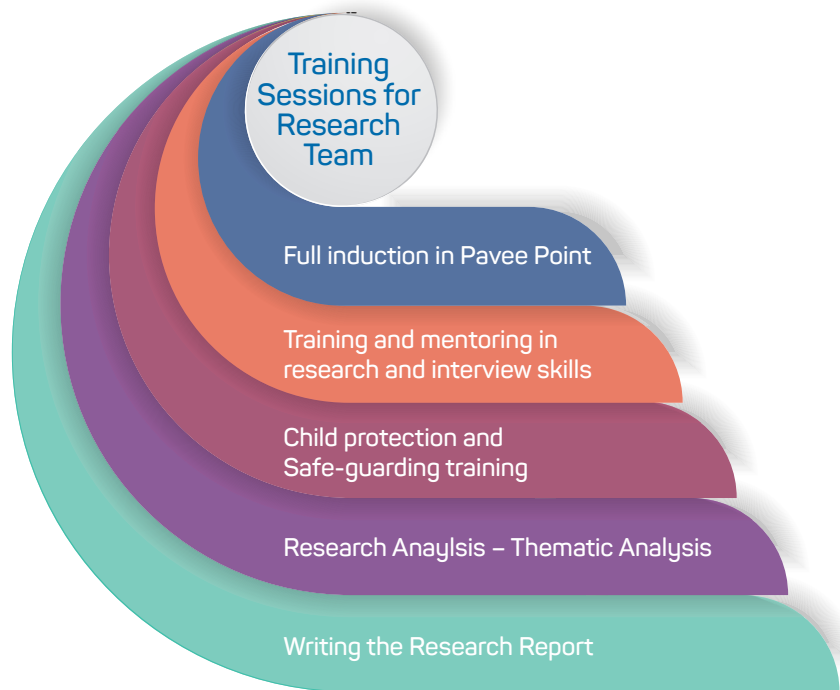 Training
Sessions for
Research
Team
Full induction in Pavee Point
Training and mentoring in
research and interview skills
Child protection and
Safe-guarding training
Research Anaylsis – Thematic Analysis
Writing the Research Report